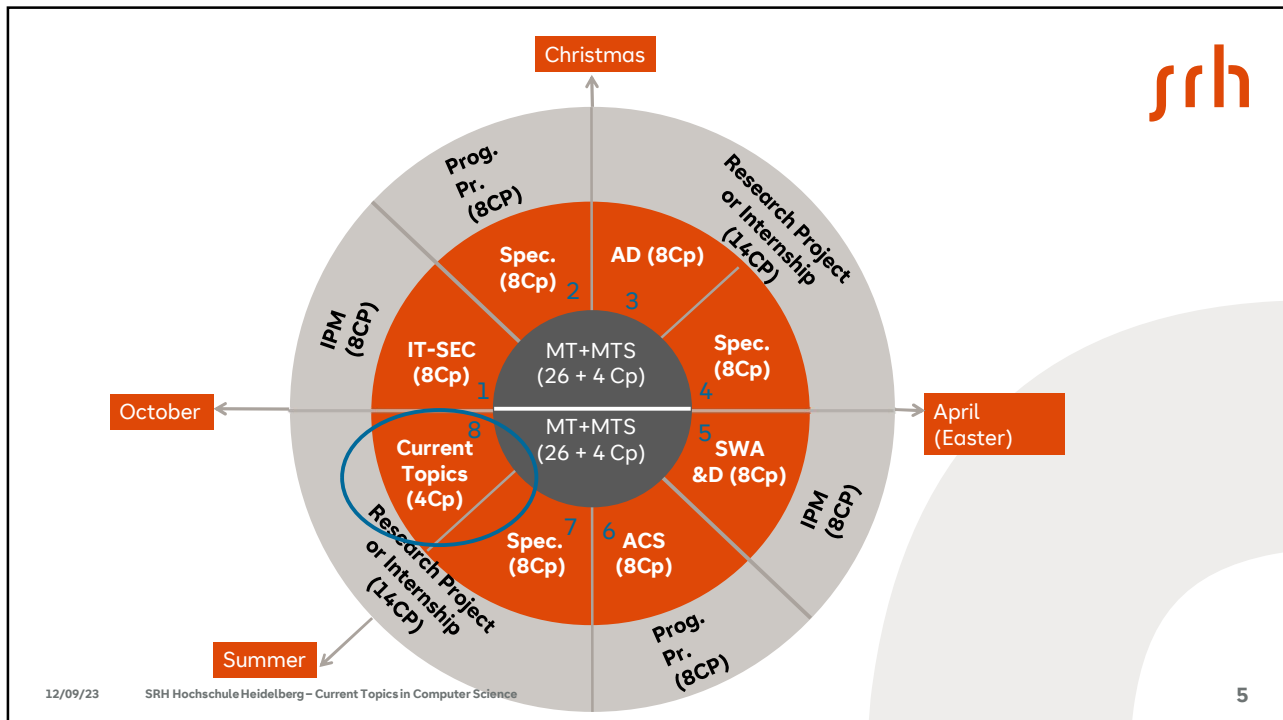 Christmas
srh
Prog.
Pr.
(8CP)
Research Project
or Internship
(14CP)
Spec.
(8Cp)
2
AD (8Cp)
3
IPM
(8CP)
IT-SEC
(8Cp)
1
MT+MTS
(26 + 4 Cp)
Spec.
(8Cp)
4
October
April
(Easter)
8
Current
Topics
(4Cp)
MT+MTS
(26 + 4 Cp)
5
SWA
&D (8Cp)
IPM
(8CP)
Research Project
or Internship
(14CP)
7
Spec.
(8Cp)
6
ACS
(8Cp)
Prog.
Pr.
(8CP)
Summer
12/09/23
SRH Hochschule Heidelberg – Current Topics in Computer Science
5